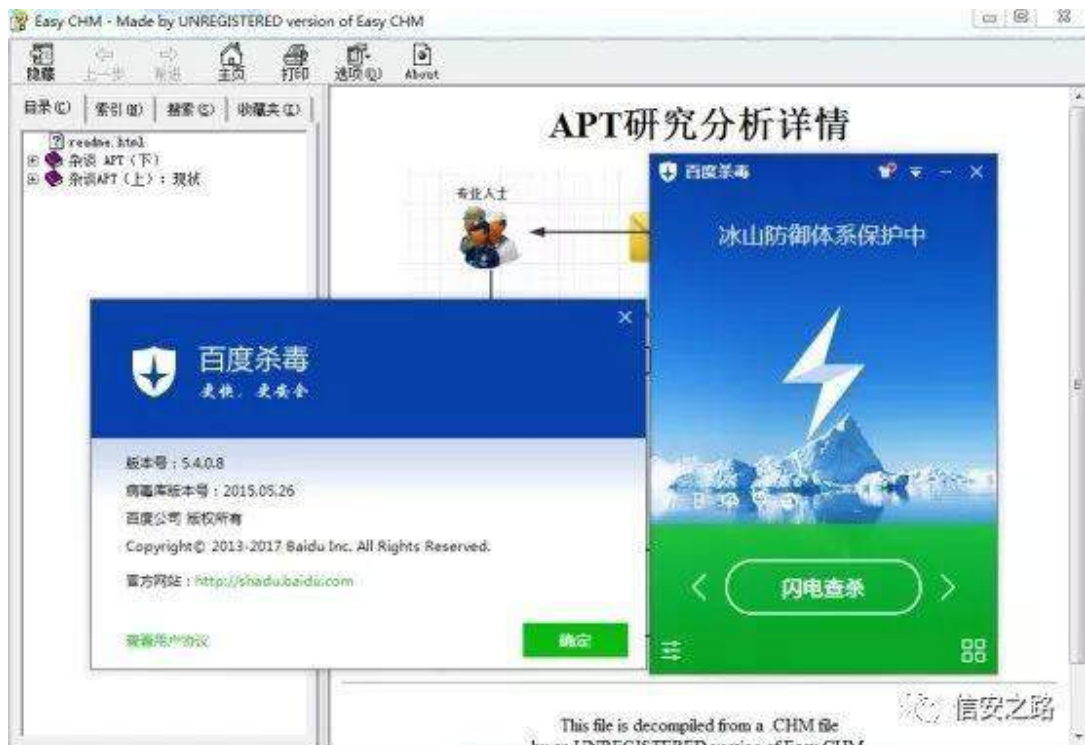 Easy CHM - Made by UNREGISTERED version of Easy CHM
隐藏 上一步 前进 主页 打印 选项(O) About
目录(C) 索引(N) 搜索(S) 收藏夹(I)
readme.html
杂谈 APT（下）
杂谈APT（上）：现状
APT研究分析详情
专业人士
百度杀毒
冰山防御体系保护中
闪电查杀
百度杀毒
更快，更安全
版本号：5.4.0.8
病毒库版本号：2015.05.26
百度公司 版权所有
Copyright© 2013-2017 Baidu Inc. All Rights Reserved.
官方网站：http://shadu.baidu.com
查看用户协议
确定
This file is decompiled from a .CHM file
by an UNREGISTERED version of Easy CHM
信安之路